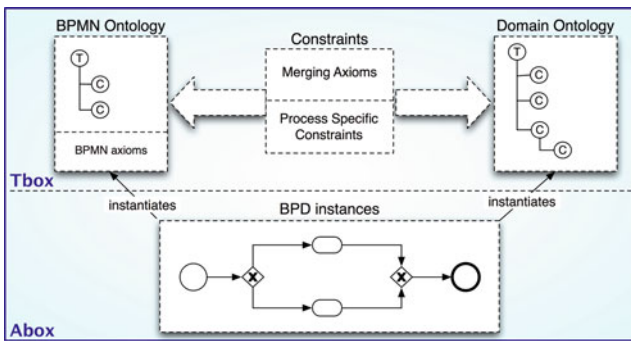 BPMN Ontology
Constraints
Domain Ontology
T
C
C
BPMN axioms
Merging Axioms
Process Specific
Constraints
T
C
C
C
C
Tbox
instantiates
BPD instances
instantiates
X
X
Abox